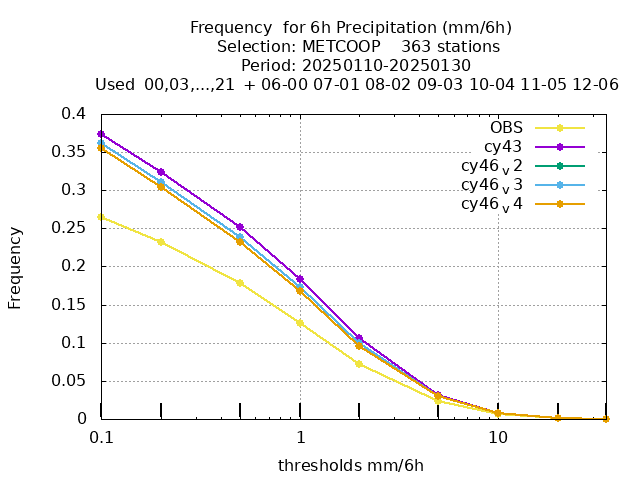 Frequency for 6h Precipitation (mm/6h)
Selection: METCOOP 363 stations
Period: 20250110-20250130
Used 00,03,...,21 + 06-00 07-01 08-02 09-03 10-04 11-05 12-06
OBS
cy43
cy46v2
cy46v3
cy46v4
Frequency
0.4
0.35
0.3
0.25
0.2
0.15
0.1
0.05
0
0.1 1 10
thresholds mm/6h